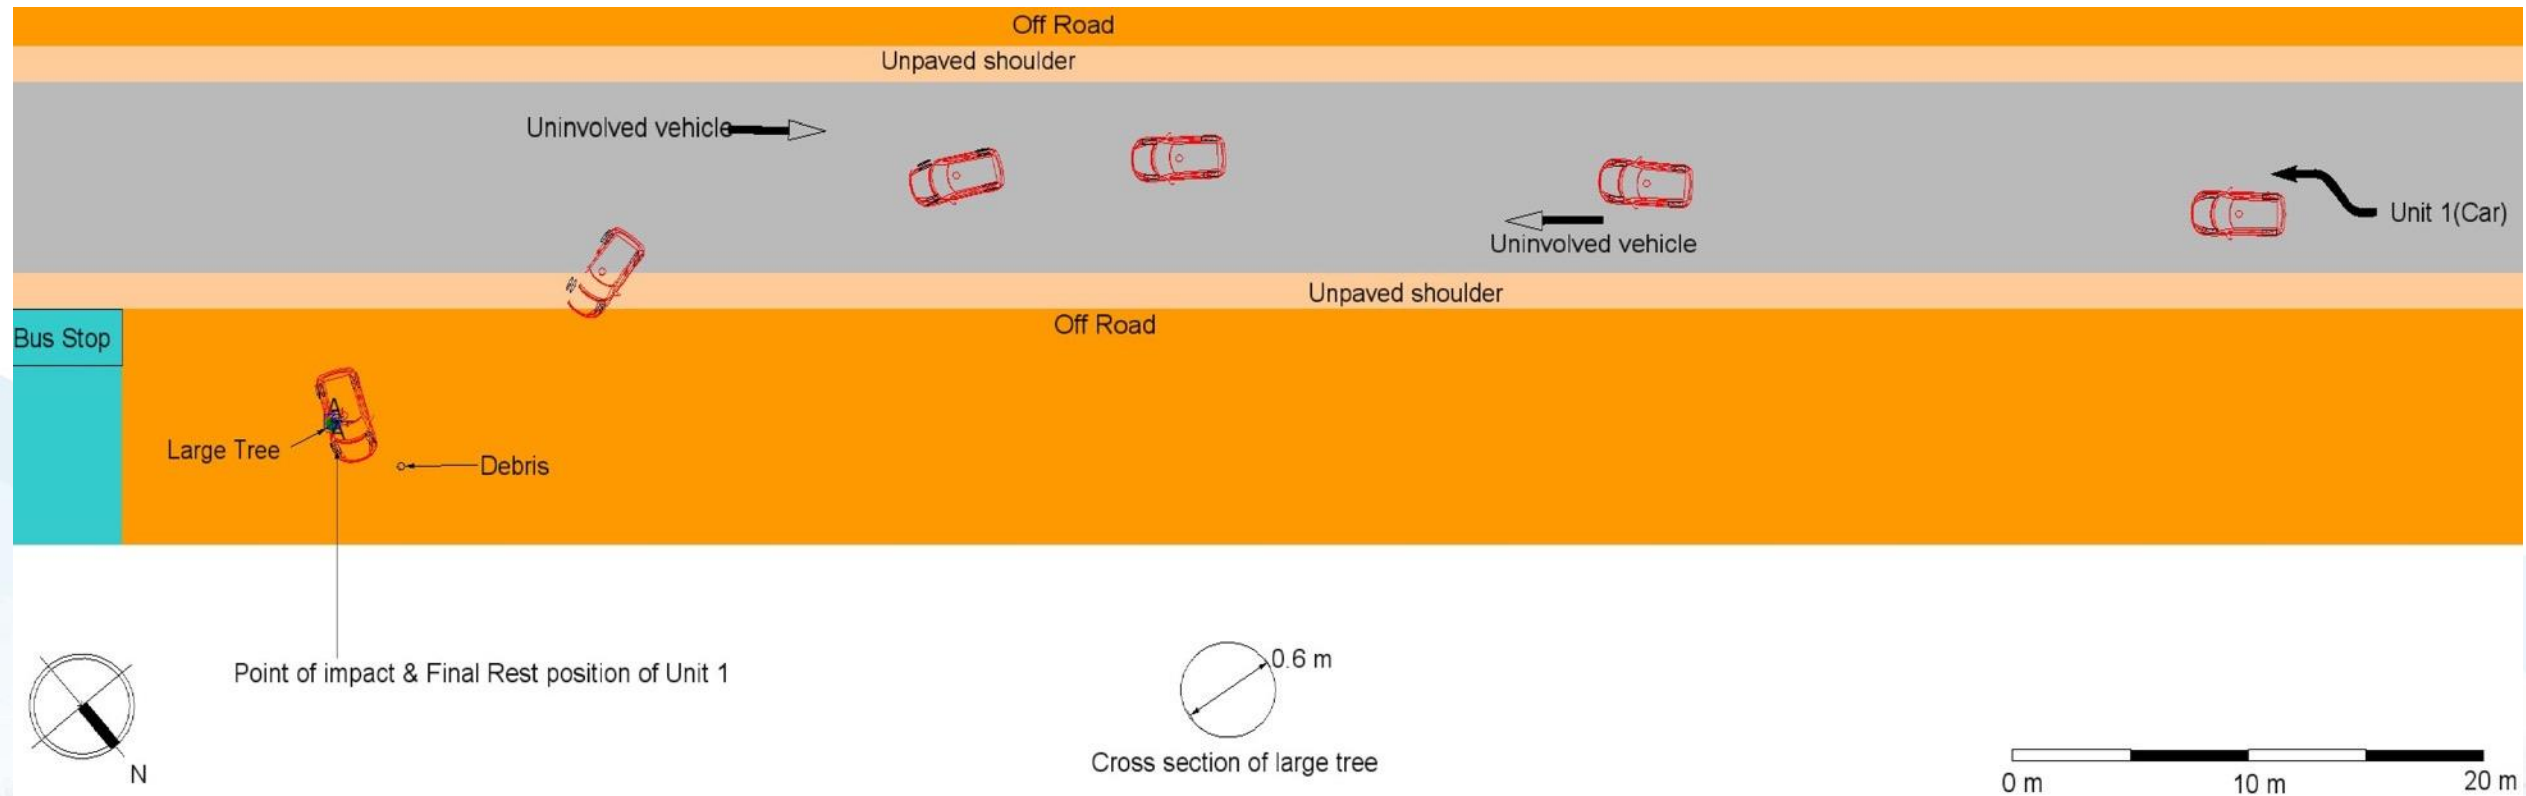 Off Road
Unpaved shoulder
Uninvolved vehicle
Unit 1(Car)
Uninvolved vehicle
Unpaved shoulder
Off Road
Bus Stop
Large Tree
Debris
Point of impact & Final Rest position of Unit 1
0.6 m
Cross section of large tree
N
0 m 10 m 20 m